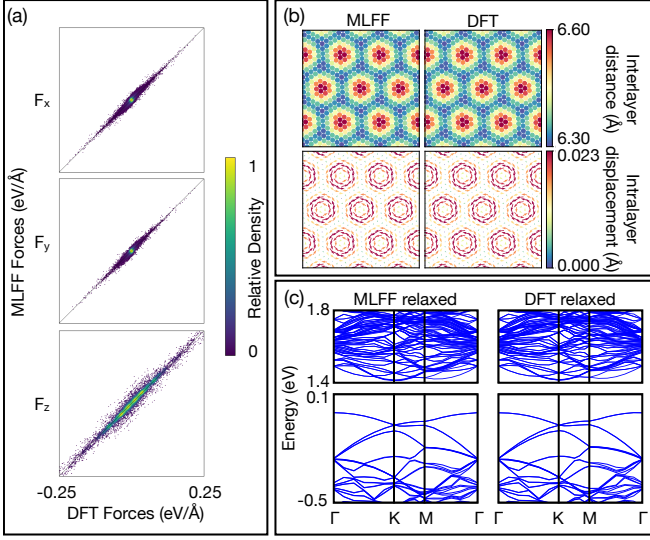 (a)
Fx
Fy
Fz
MLFF Forces (eV/Å)
-0.25
0.25
DFT Forces (eV/Å)
1
0
Relative Density
(b)
MLFF
DFT
6.60
6.30
Interlayer
distance (Å)
0.023
0.000
Intralayer
displacement (Å)
(c)
MLFF relaxed
DFT relaxed
1.8
1.4
0.1
-0.5
Energy (eV)
Γ K M Γ
Γ K M Γ